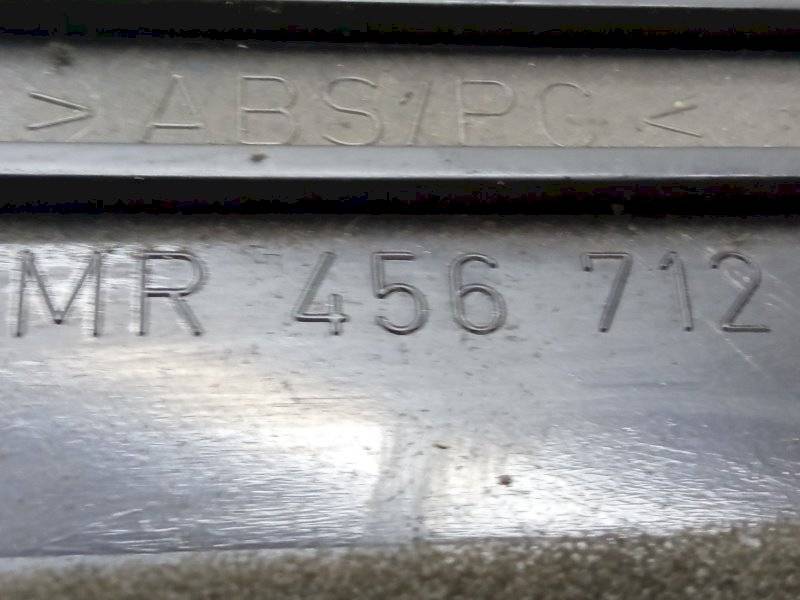 > ABS/PC <
MR 456 712